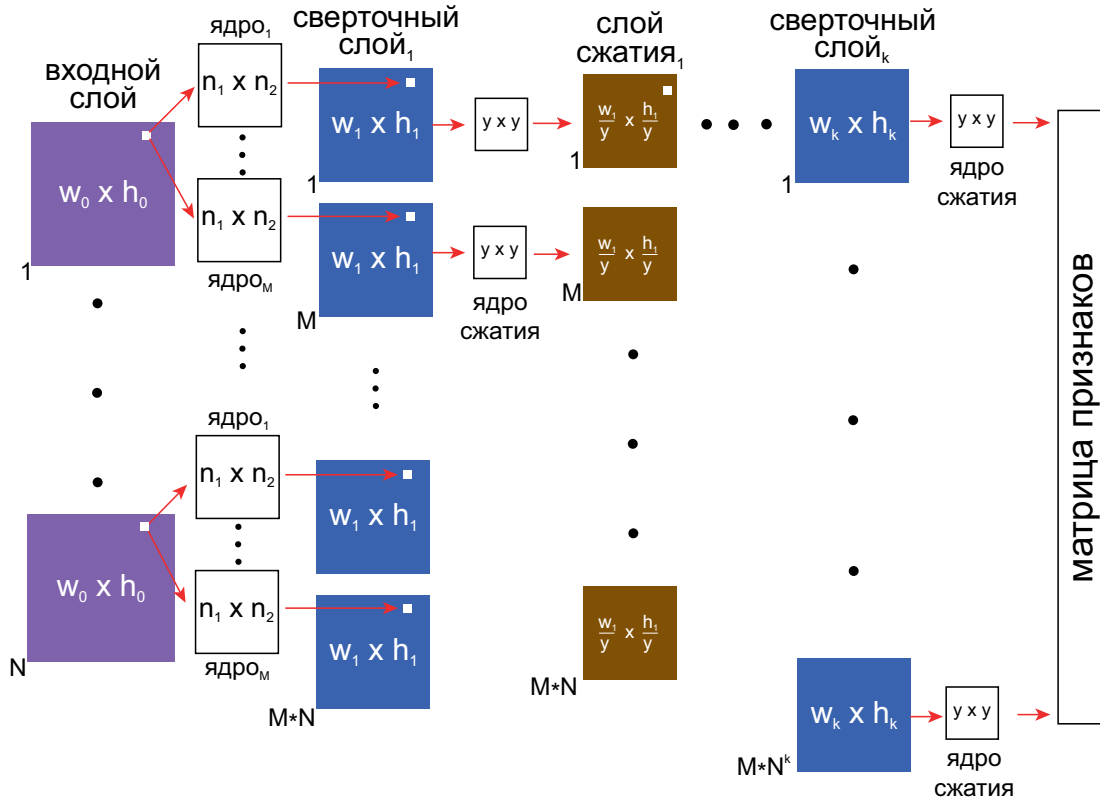 входной
слой
w₀ x h₀
1
w₀ x h₀
N
ядро₁
n₁ x n₂
n₁ x n₂
ядроₘ
ядро₁
n₁ x n₂
n₁ x n₂
ядроₘ
сверточный
слой₁
w₁ x h₁
1
w₁ x h₁
M
w₁ x h₁
w₁ x h₁
M*N
y x y
y x y
ядро
сжатия
слой
сжатия₁
w₁/y x h₁/y
1
w₁/y x h₁/y
M
w₁/y x h₁/y
M*N
сверточный
слойₖ
wₖ x hₖ
1
wₖ x hₖ
M*Nᵏ
y x y
ядро
сжатия
y x y
ядро
сжатия
матрица признаков